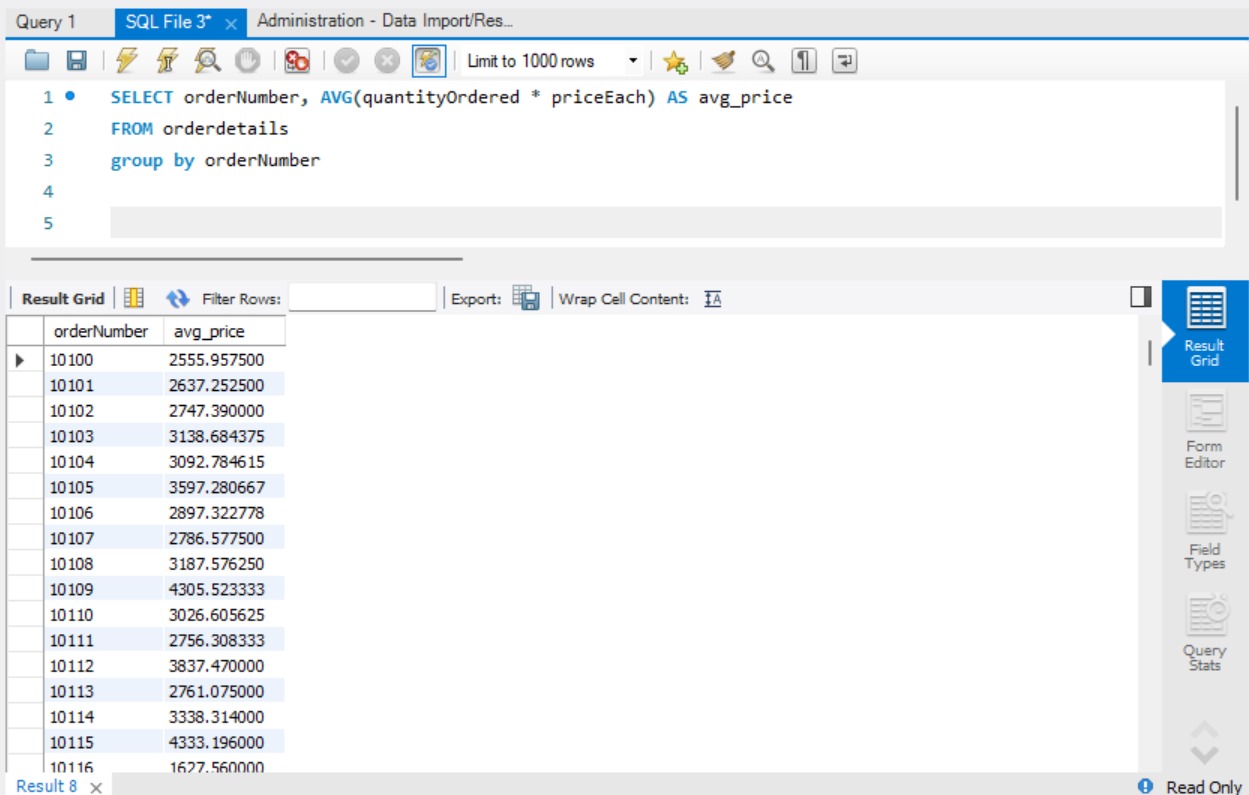 Query 1 SQL File 3* Administration - Data Import/Res...
Limit to 1000 rows
1 SELECT orderNumber, AVG(quantityOrdered * priceEach) AS avg_price
2 FROM orderdetails
3 group by orderNumber
4
5
Result Grid Filter Rows: Export: Wrap Cell Content: IA
orderNumber avg_price
10100 2555.957500
10101 2637.252500
10102 2747.390000
10103 3138.684375
10104 3092.784615
10105 3597.280667
10106 2897.322778
10107 2786.577500
10108 3187.576250
10109 4305.523333
10110 3026.605625
10111 2756.308333
10112 3837.470000
10113 2761.075000
10114 3338.314000
10115 4333.196000
10116 1627.560000
Result
Grid
Form
Editor
Field
Types
Query
Stats
Result 8 Read Only